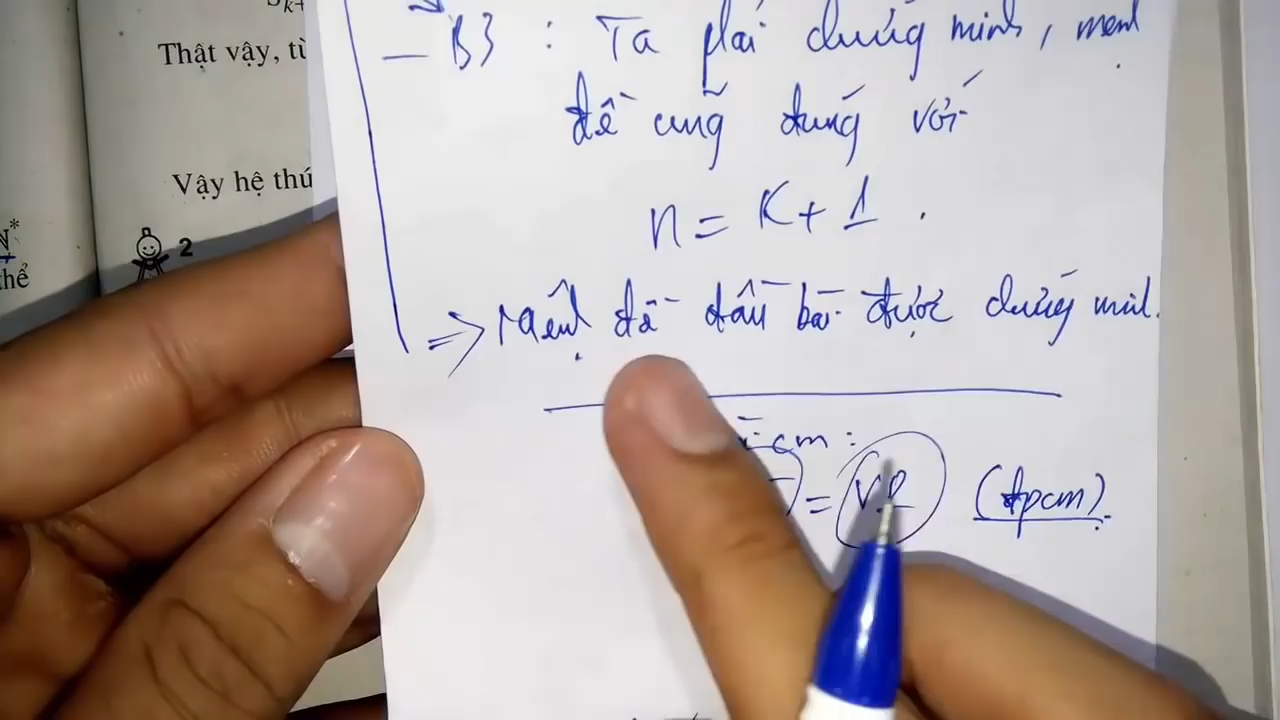 Thật vậy, từ
Vậy hệ thứ
2
N*
thể
– B3 : Ta phải chứng minh, mệnh
đề cũng đúng với
n = K + 1 .
=> Mệnh đề đầu bài được chứng minh.
cm :
= VP (đpcm).